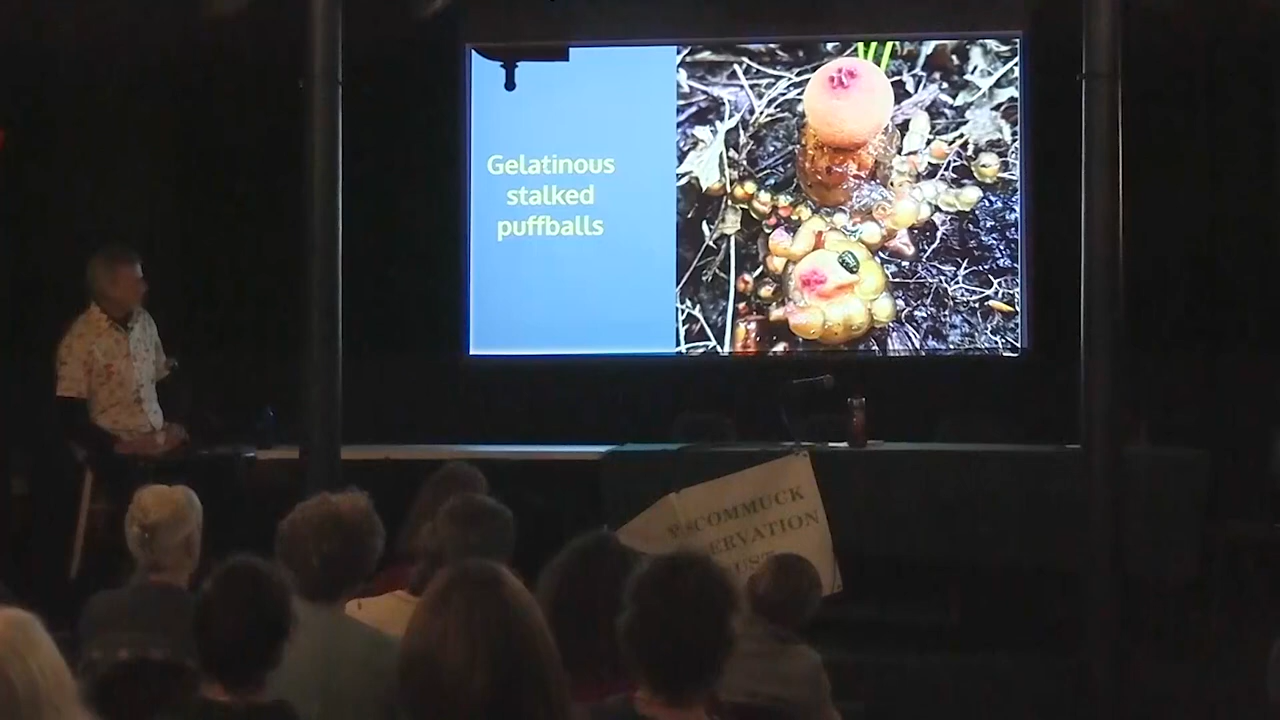 Gelatinous
stalked
puffballs
COMMUCK
ERVATION